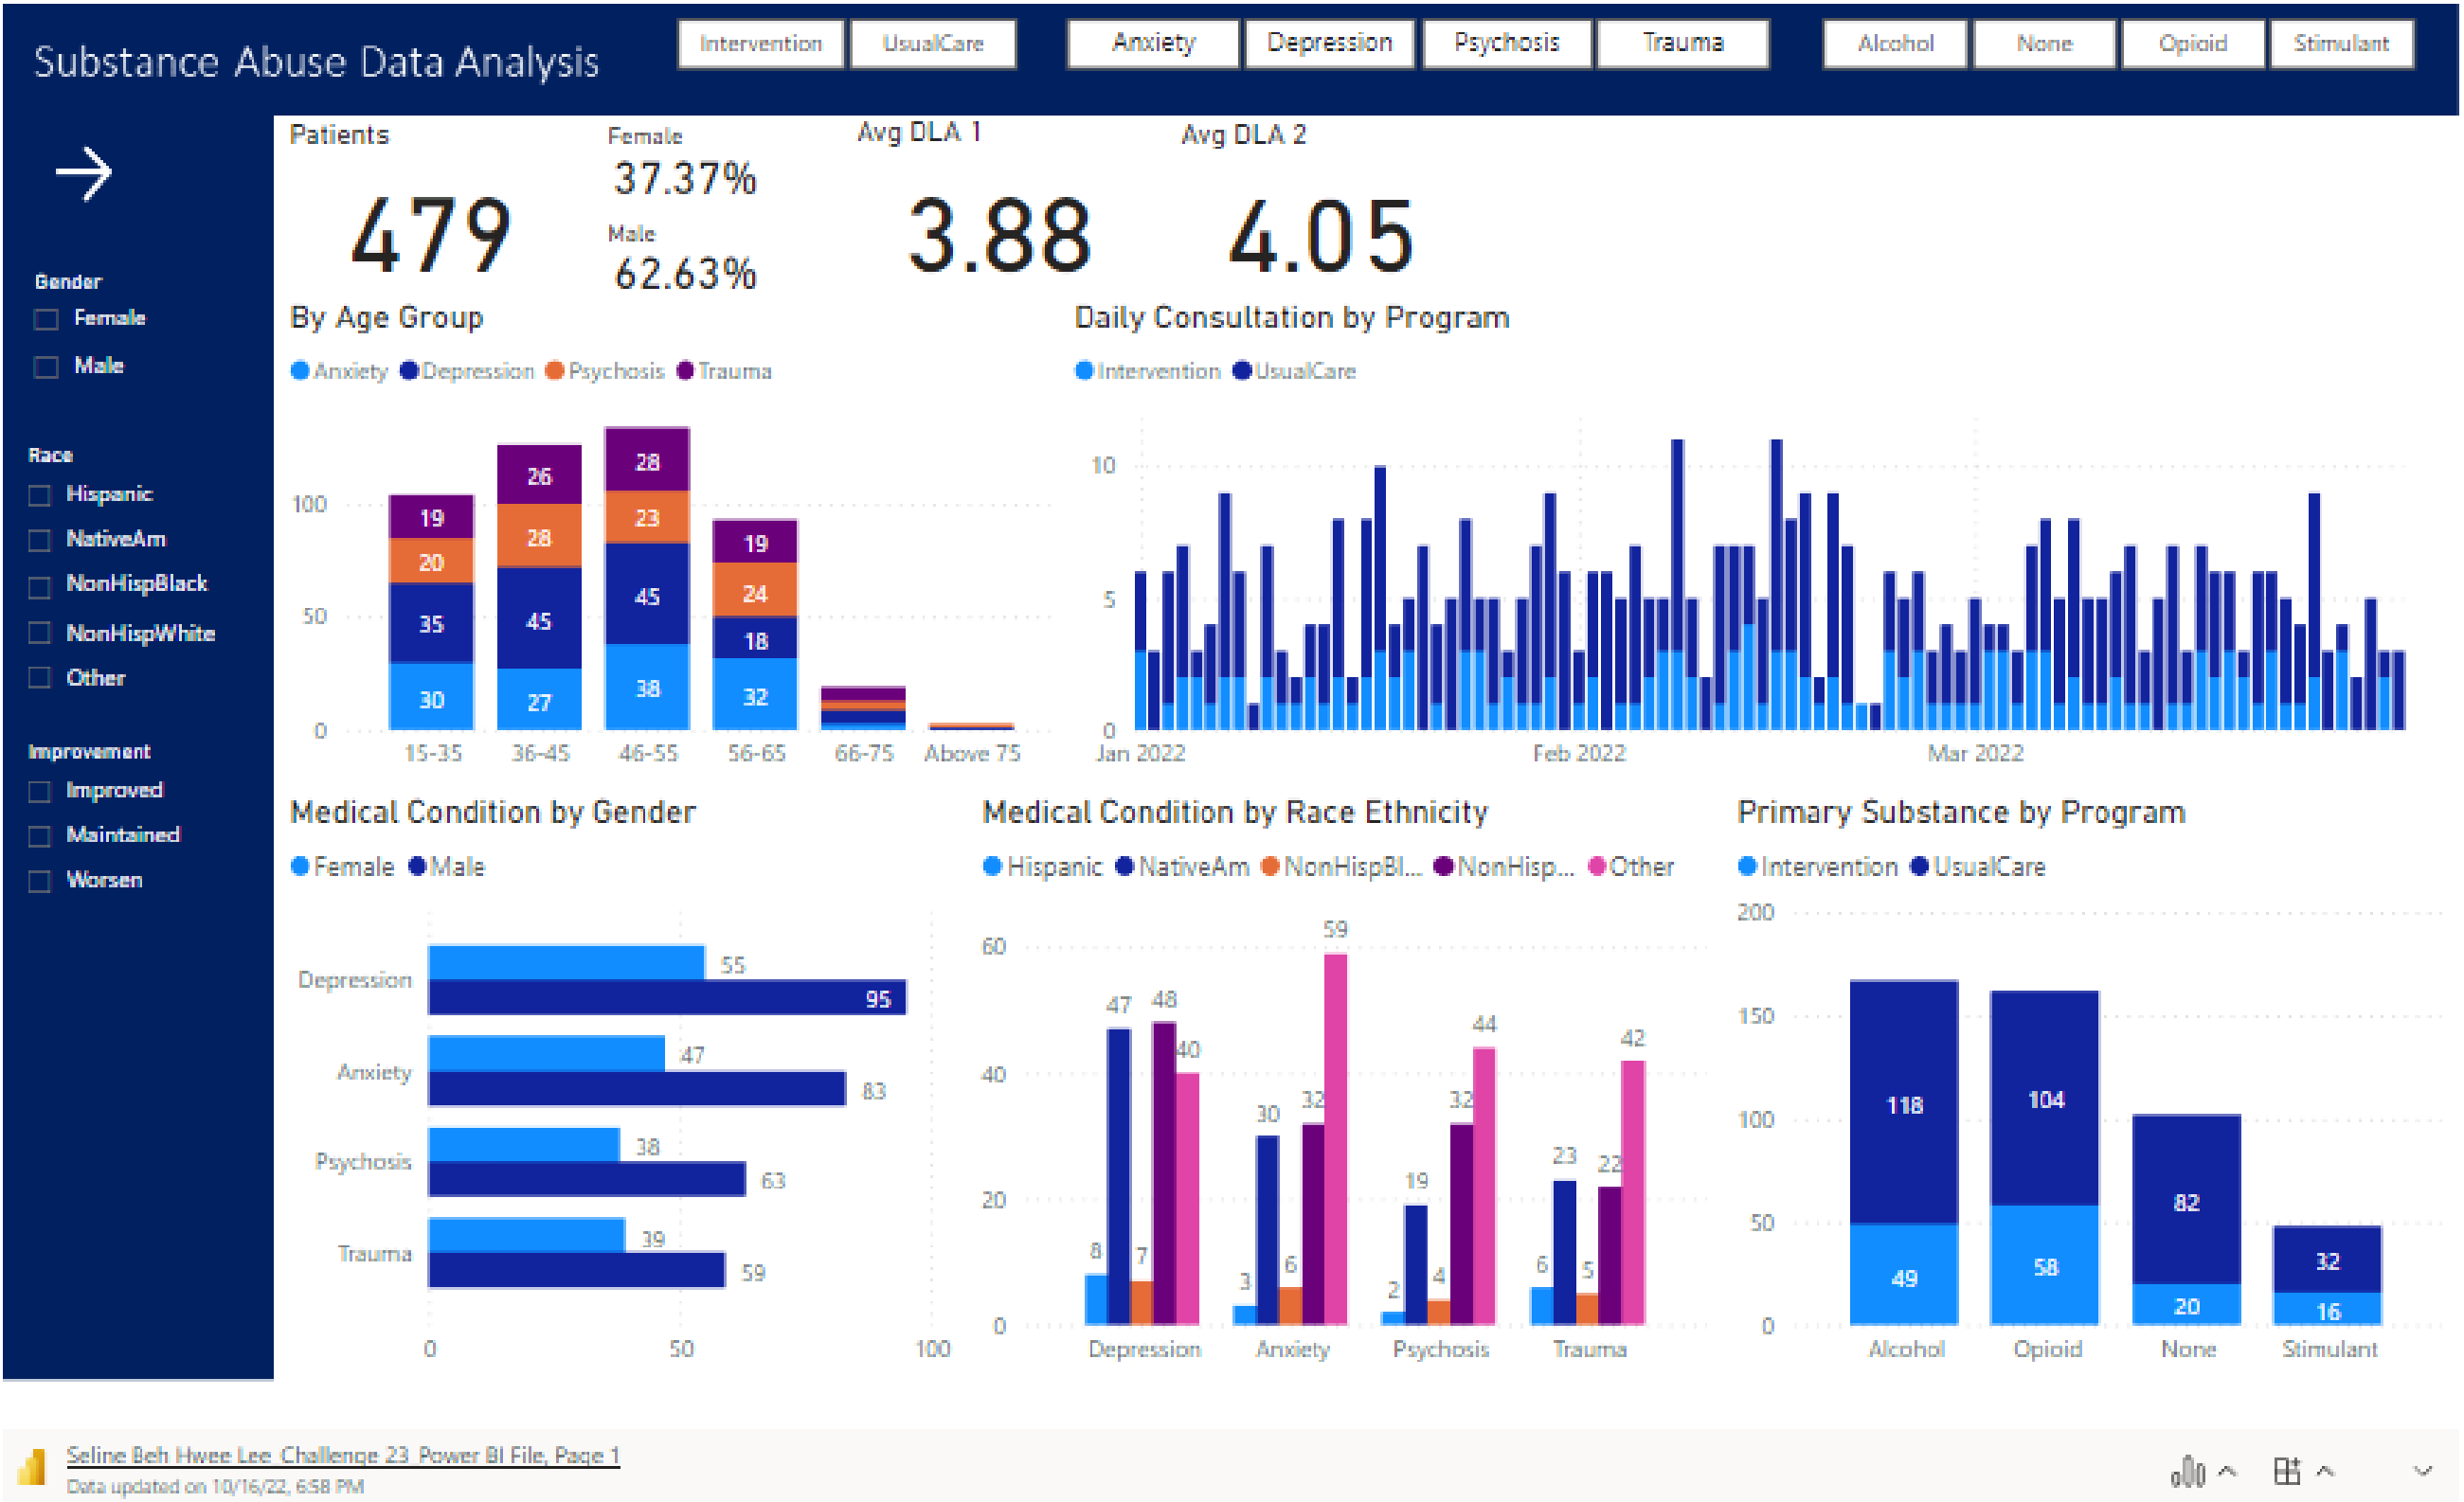 Substance Abuse Data Analysis
Intervention UsualCare
Anxiety Depression Psychosis Trauma
Alcohol None Opioid Stimulant
Gender
Female
Male
Race
Hispanic
NativeAm
NonHispBlack
NonHispWhite
Other
Improvement
Improved
Maintained
Worsen
Patients
479
Female
37.37%
Male
62.63%
Avg DLA 1
3.88
Avg DLA 2
4.05
By Age Group
Anxiety Depression Psychosis Trauma
100
50
0
19
20
35
30
26
28
45
27
28
23
45
38
19
24
18
32
15-35 36-45 46-55 56-65 66-75 Above 75
Daily Consultation by Program
Intervention UsualCare
10
5
0
Jan 2022 Feb 2022 Mar 2022
Medical Condition by Gender
Female Male
Depression 55
95
Anxiety 47
83
Psychosis 38
63
Trauma 39
59
0 50 100
Medical Condition by Race Ethnicity
Hispanic NativeAm NonHispBl... NonHisp... Other
60
40
20
0
8 47 7 48 40
3 30 6 32 59
2 19 4 32 44
6 23 5 22 42
Depression Anxiety Psychosis Trauma
Primary Substance by Program
Intervention UsualCare
200
150
100
50
0
118
49
104
58
82
20
32
16
Alcohol Opioid None Stimulant
Seline Beh Hwee Lee_Challenge 23_Power BI File, Page 1
Data updated on 10/16/22, 6:58 PM